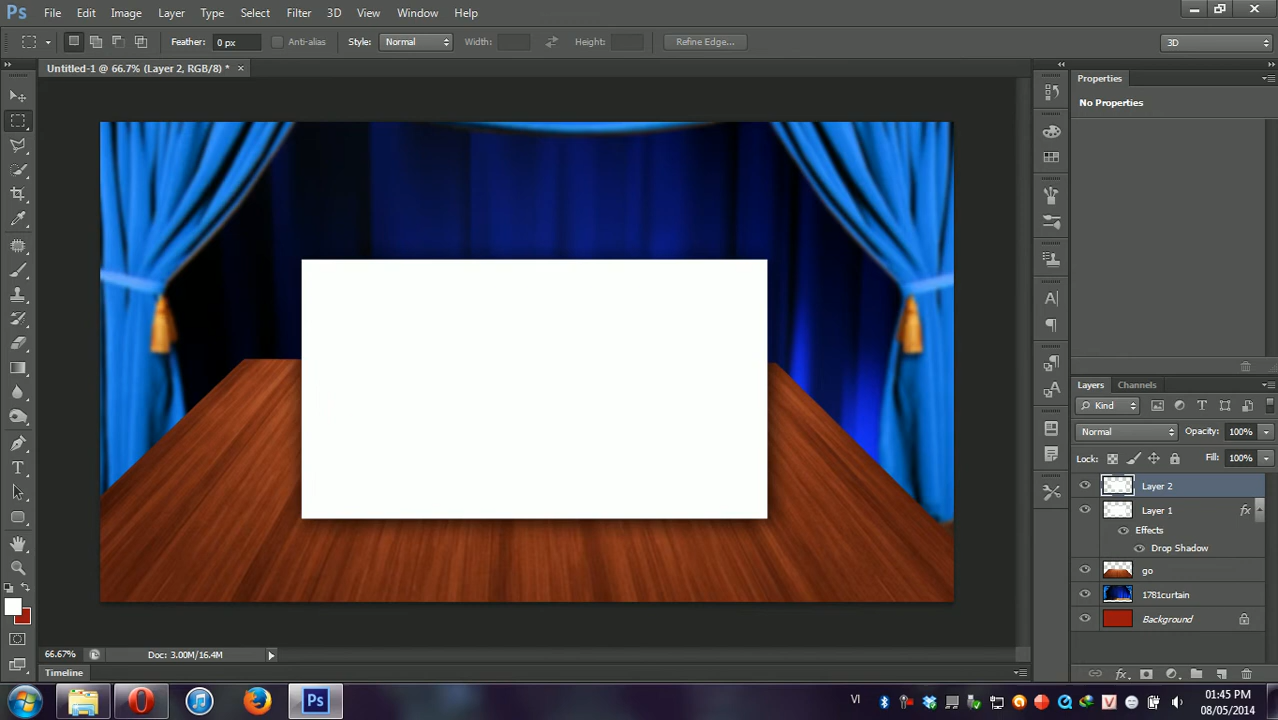 Ps File Edit Image Layer Type Select Filter 3D View Window Help
Feather: 0 px Anti-alias Style: Normal Width: Height: Refine Edge... 3D
Untitled-1 @ 66.7% (Layer 2, RGB/8) * ×
Properties
No Properties
Layers Channels
Kind
Normal Opacity: 100%
Lock: Fill: 100%
Layer 2
Layer 1 fx
Effects
Drop Shadow
go
1781curtain
Background
66.67% Doc: 3.00M/16.4M
Timeline
Ps VI 01:45 PM
08/05/2014